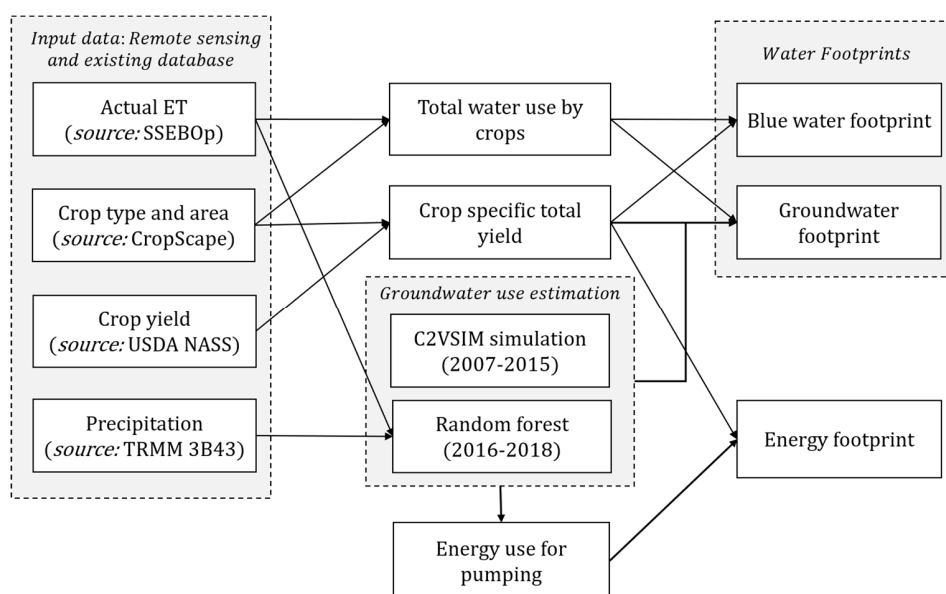 Input data: Remote sensing
and existing database
Actual ET
(source: SSEBOp)
Crop type and area
(source: CropScape)
Crop yield
(source: USDA NASS)
Precipitation
(source: TRMM 3B43)
Total water use by
crops
Crop specific total
yield
Groundwater use estimation
C2VSIM simulation
(2007-2015)
Random forest
(2016-2018)
Energy use for
pumping
Water Footprints
Blue water footprint
Groundwater
footprint
Energy footprint